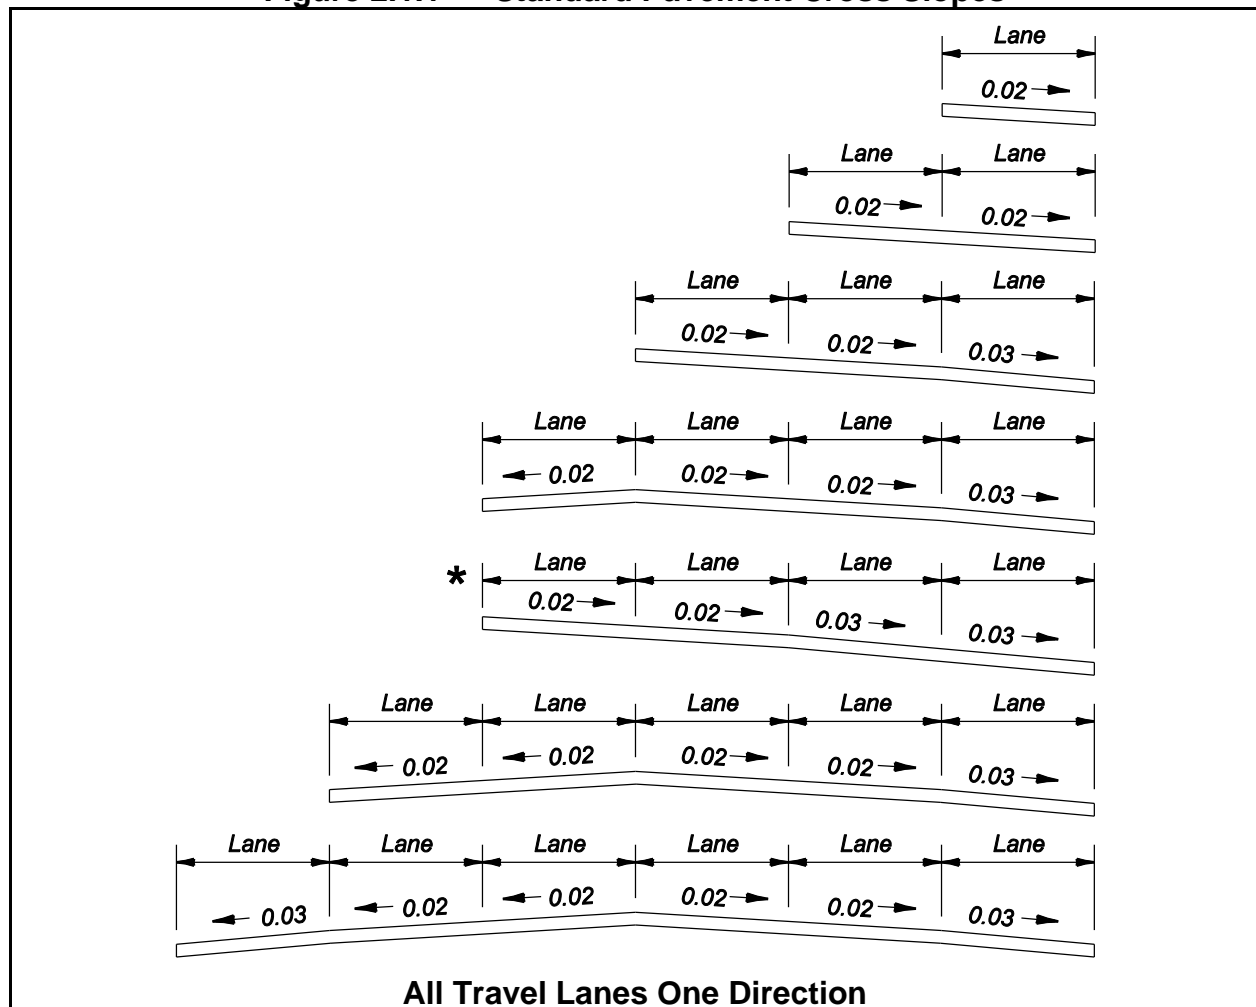 Lane
0.02
Lane Lane
0.02 0.02
Lane Lane Lane
0.02 0.02 0.03
Lane Lane Lane Lane
0.02 0.02 0.02 0.03
* Lane Lane Lane Lane
0.02 0.02 0.03 0.03
Lane Lane Lane Lane Lane
0.02 0.02 0.02 0.02 0.03
Lane Lane Lane Lane Lane Lane
0.03 0.02 0.02 0.02 0.02 0.03
All Travel Lanes One Direction